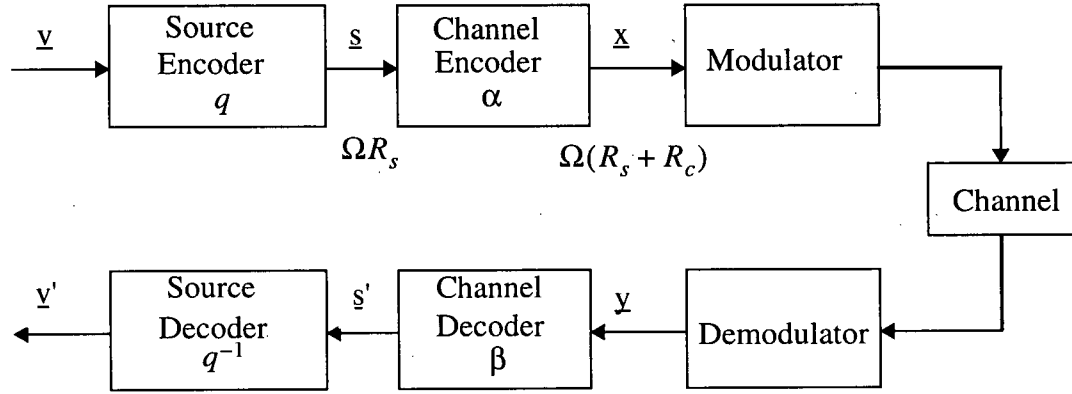 v
Source
Encoder
q
s
Channel
Encoder
α
x
Modulator
ΩR_s
Ω(R_s + R_c)
Channel
v'
Source
Decoder
q⁻¹
s'
Channel
Decoder
β
y
Demodulator